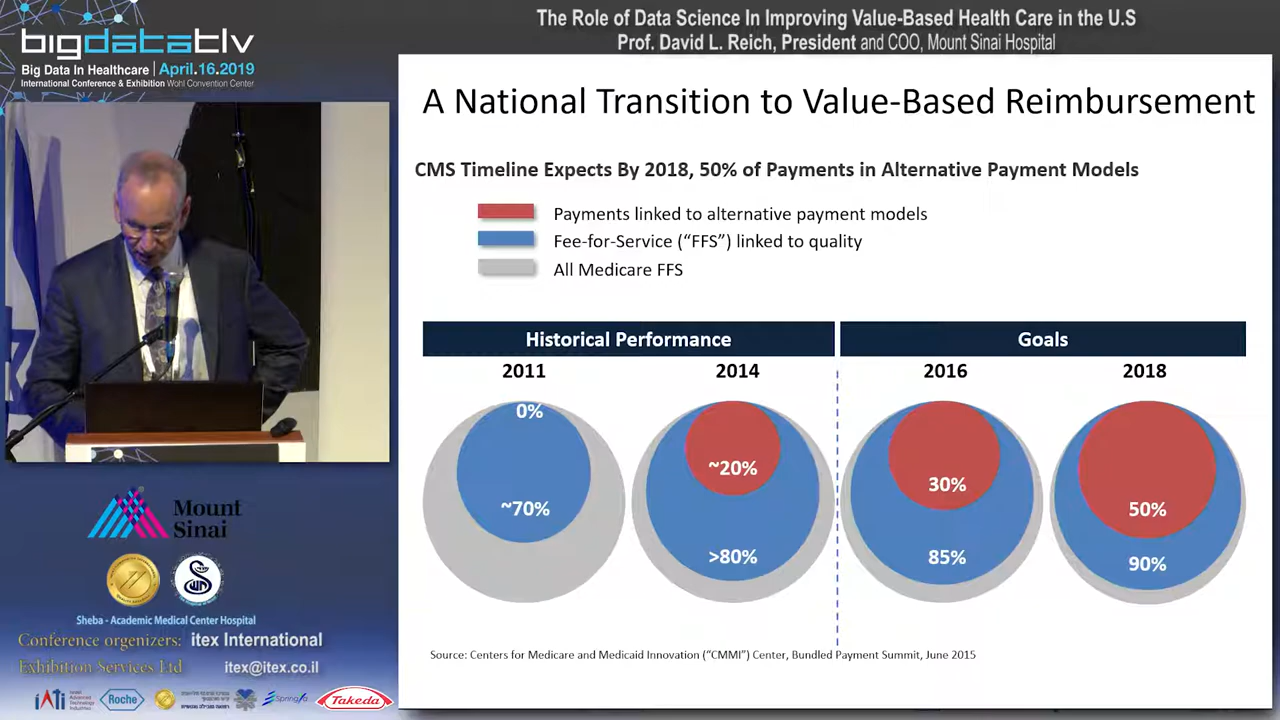 The Role of Data Science In Improving Value-Based Health Care in the U.S
Prof. David L. Reich, President and COO, Mount Sinai Hospital
bigdatatlv
Big Data In Healthcare | April.16.2019
International Conference & Exhibition Wohl Convention Center
A National Transition to Value-Based Reimbursement
CMS Timeline Expects By 2018, 50% of Payments in Alternative Payment Models
Payments linked to alternative payment models
Fee-for-Service (“FFS”) linked to quality
All Medicare FFS
Historical Performance
Goals
2011
2014
2016
2018
0%
~70%
~20%
>80%
30%
85%
50%
90%
Source: Centers for Medicare and Medicaid Innovation (“CMMI”) Center, Bundled Payment Summit, June 2015
Mount
Sinai
Sheba - Academic Medical Center Hospital
Conference organizers: itex International
Exhibition Services Ltd itex@itex.co.il
iATi
Israel
Advanced
Technology
Industries
Roche
Takeda